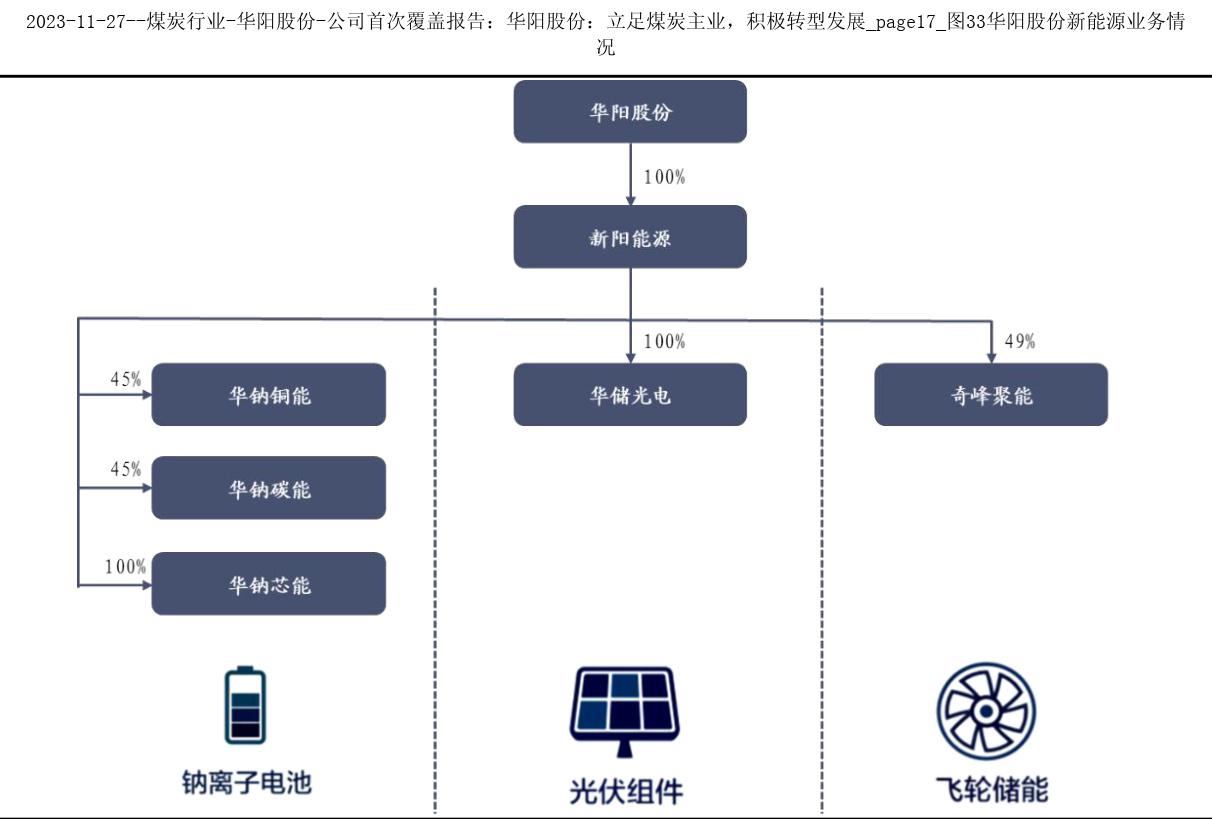 2023-11-27--煤炭行业-华阳股份-公司首次覆盖报告：华阳股份：立足煤炭主业，积极转型发展_page17_图33华阳股份新能源业务情
况
华阳股份
100%
新阳能源
100%
49%
45%
华钠铜能
华储光电
奇峰聚能
45%
华钠碳能
100%
华钠芯能
钠离子电池
光伏组件
飞轮储能